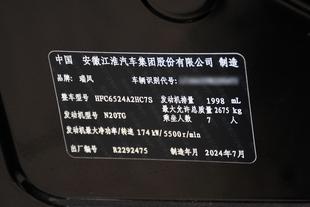 中国 安徽江淮汽车集团股份有限公司 制造
品牌 瑞风 车辆识别代号:
整车型号 HFC6524A2HC7S 发动机排量 1998 mL
最大允许总质量 2675 kg
发动机型号 N20TG 乘坐人数 7 人
发动机最大净功率/转速 174 kW/5500 r/min
出厂编号 R2292475 制造年月 2024年7月